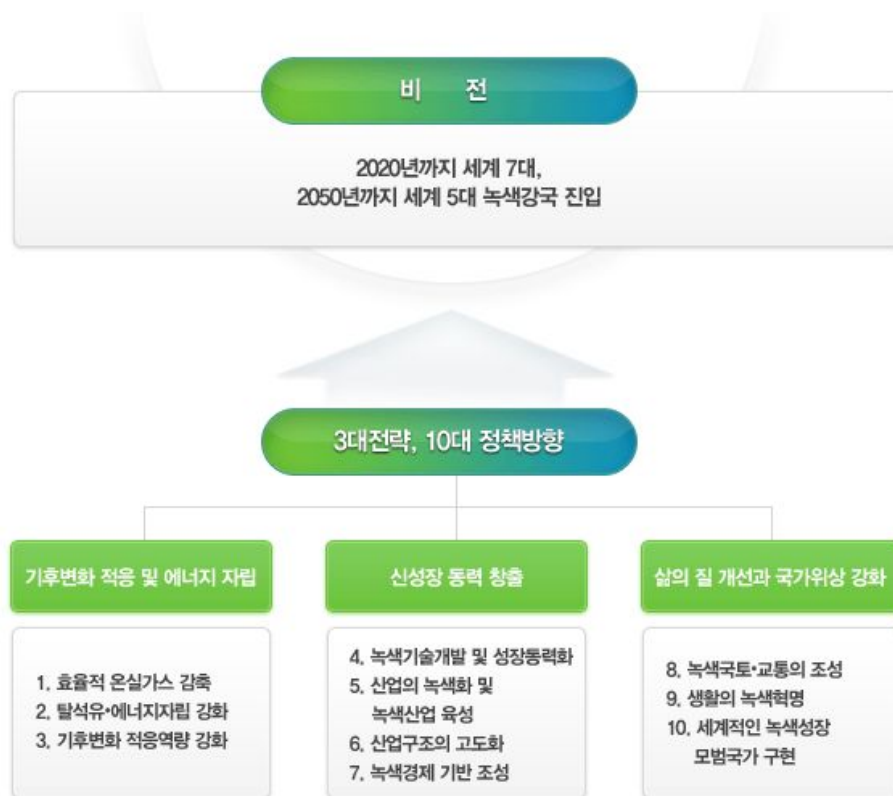 비 전
2020년까지 세계 7대,
2050년까지 세계 5대 녹색강국 진입
3대전략, 10대 정책방향
기후변화 적응 및 에너지 자립
1. 효율적 온실가스 감축
2. 탈석유•에너지자립 강화
3. 기후변화 적응역량 강화
신성장 동력 창출
4. 녹색기술개발 및 성장동력화
5. 산업의 녹색화 및
녹색산업 육성
6. 산업구조의 고도화
7. 녹색경제 기반 조성
삶의 질 개선과 국가위상 강화
8. 녹색국토•교통의 조성
9. 생활의 녹색혁명
10. 세계적인 녹색성장
모범국가 구현